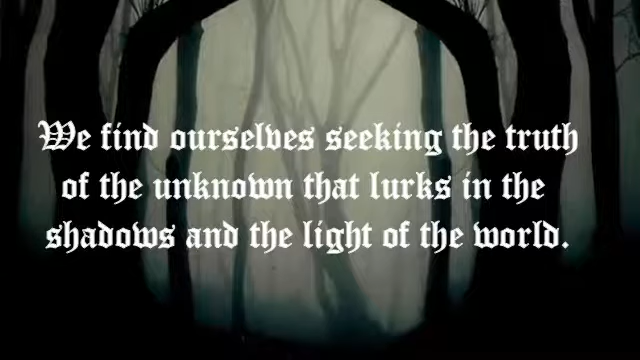 We find ourselves seeking the truth
of the unknown that lurks in the
shadows and the light of the world.